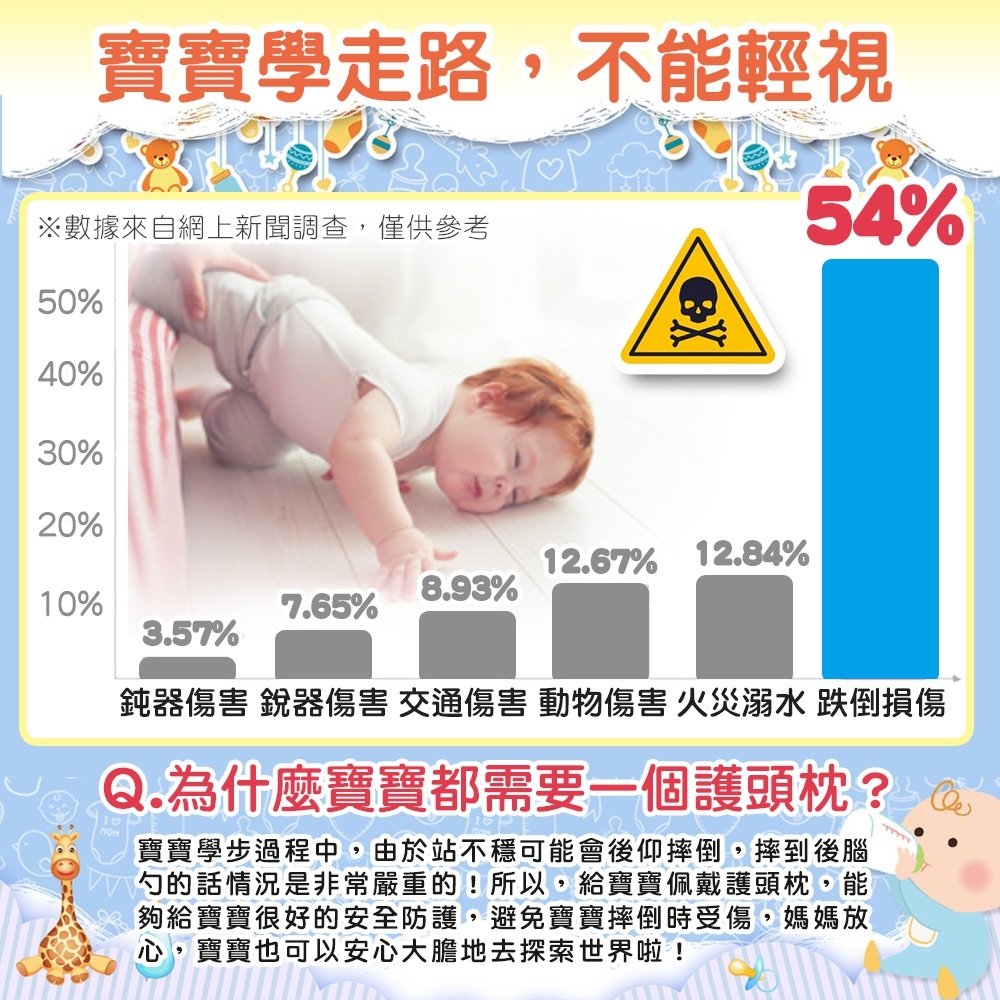 寶寶學走路，不能輕視
※數據來自網上新聞調查，僅供參考
54%
50%
40%
30%
20%
10%
3.57%
7.65%
8.93%
12.67%
12.84%
鈍器傷害 銳器傷害 交通傷害 動物傷害 火災溺水 跌倒損傷
Q.為什麼寶寶都需要一個護頭枕？
寶寶學步過程中，由於站不穩可能會後仰摔倒，摔到後腦
勺的話情況是非常嚴重的！所以，給寶寶佩戴護頭枕，能
夠給寶寶很好的安全防護，避免寶寶摔倒時受傷，媽媽放
心，寶寶也可以安心大膽地去探索世界啦！